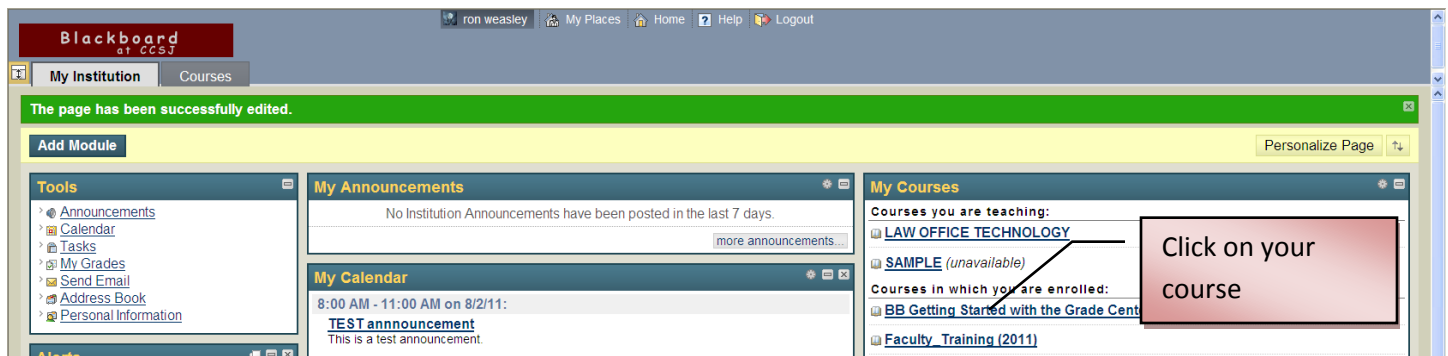 ron weasley My Places Home Help Logout
Blackboard
at CCSJ
My Institution Courses
The page has been successfully edited.
Add Module
Personalize Page
Tools
Announcements
Calendar
Tasks
My Grades
Send Email
Address Book
Personal Information
Alerts
My Announcements
No Institution Announcements have been posted in the last 7 days.
more announcements...
My Calendar
8:00 AM - 11:00 AM on 8/2/11:
TEST annnouncement
This is a test announcement.
My Courses
Courses you are teaching:
LAW OFFICE TECHNOLOGY
SAMPLE (unavailable)
Courses in which you are enrolled:
BB Getting Started with the Grade Cent
Faculty_Training (2011)
Click on your
course